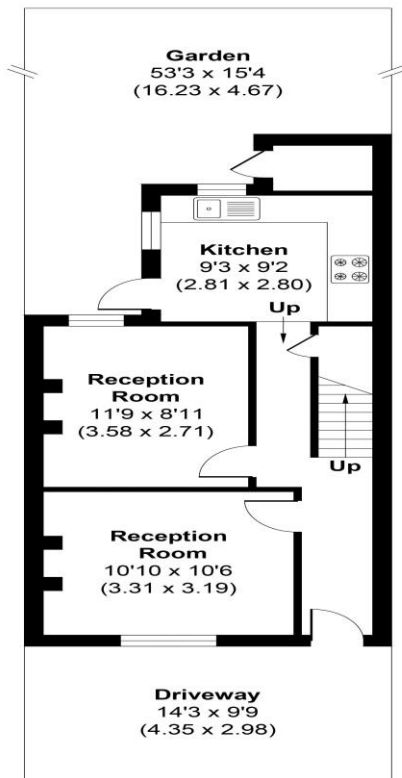 Garden
53'3 x 15'4
(16.23 x 4.67)
Kitchen
9'3 x 9'2
(2.81 x 2.80)
Up
Reception
Room
11'9 x 8'11
(3.58 x 2.71)
Up
Reception
Room
10'10 x 10'6
(3.31 x 3.19)
Driveway
14'3 x 9'9
(4.35 x 2.98)